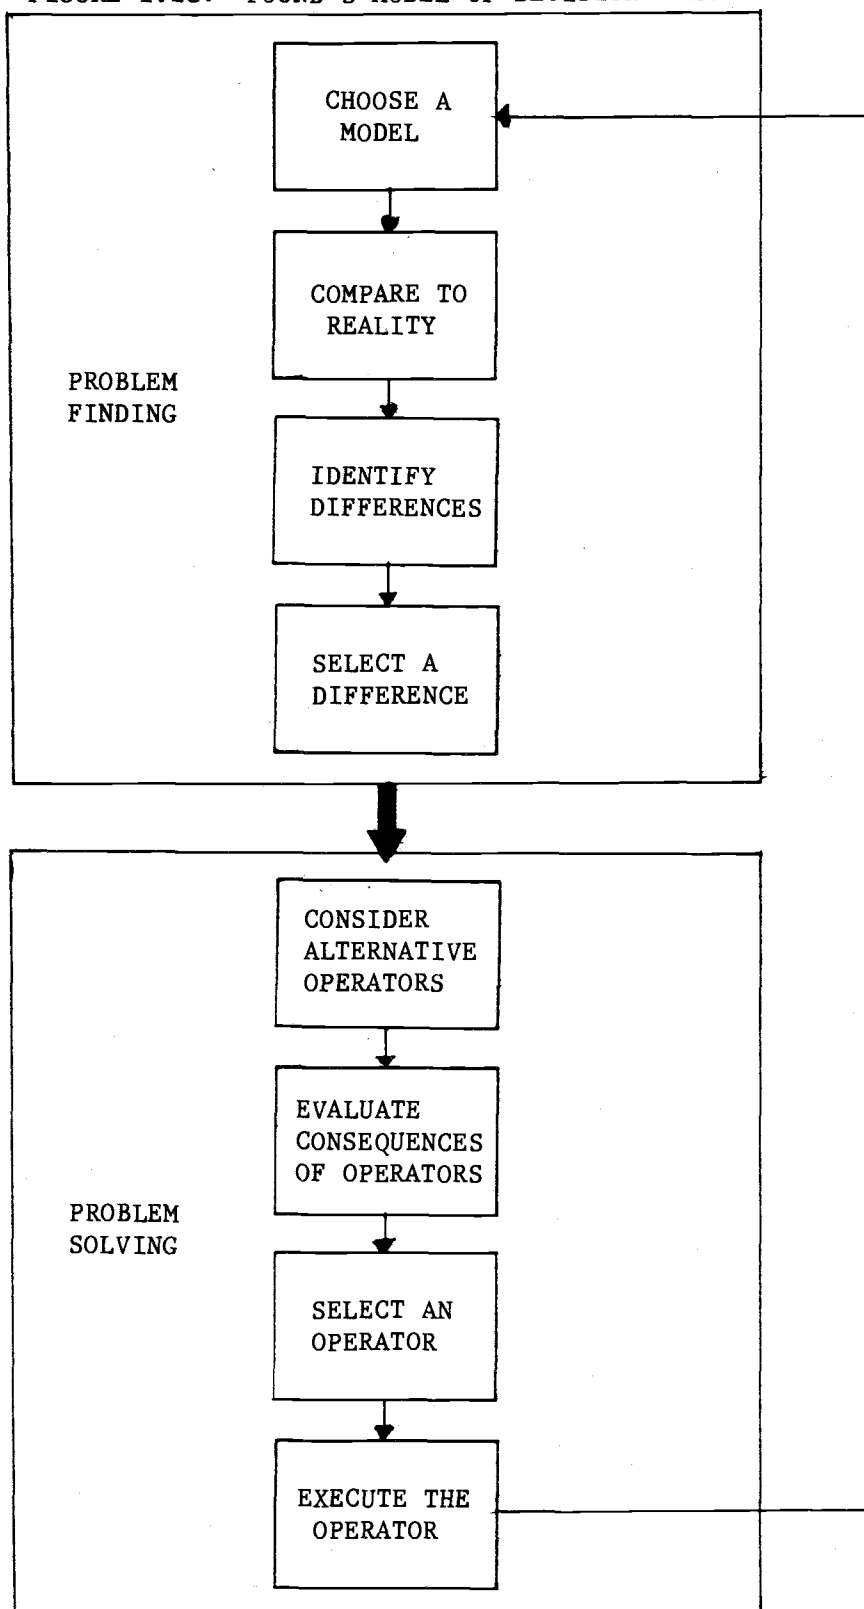 CHOOSE A
MODEL
COMPARE TO
REALITY
PROBLEM
FINDING
IDENTIFY
DIFFERENCES
SELECT A
DIFFERENCE
CONSIDER
ALTERNATIVE
OPERATORS
EVALUATE
CONSEQUENCES
OF OPERATORS
PROBLEM
SOLVING
SELECT AN
OPERATOR
EXECUTE THE
OPERATOR